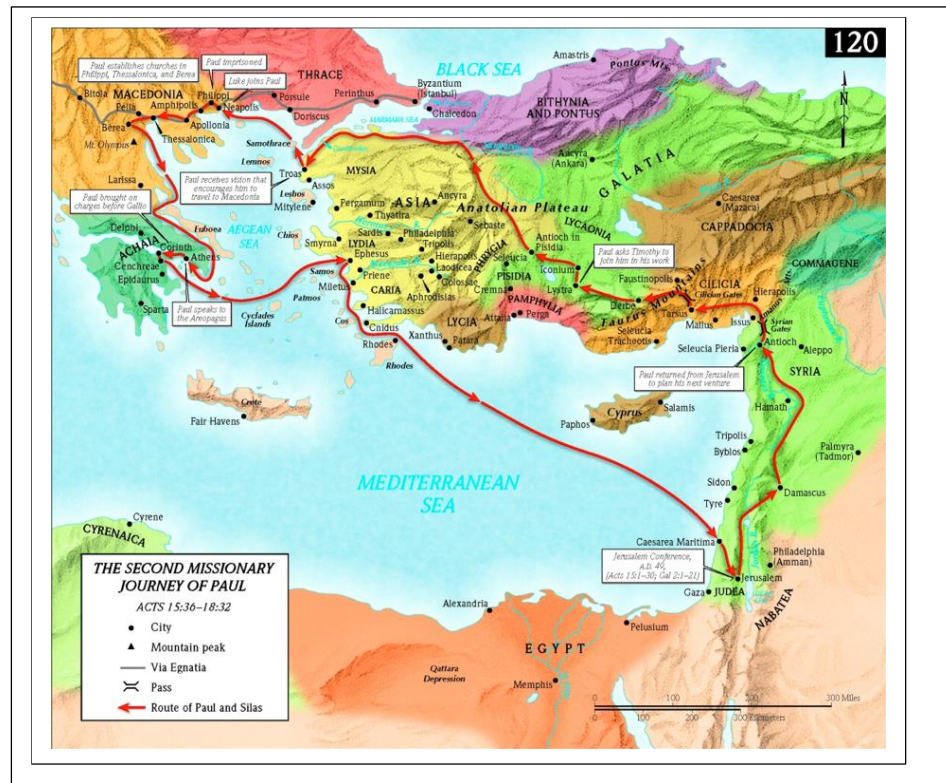 120
BLACK SEA
Amastris
Pontus Mts.
Paul establishes churches in
Philippi, Thessalonica, and Berea
Paul imprisoned
Luke joins Paul
THRACE
Byzantium
(Istanbul)
Chalcedon
BITHYNIA
AND PONTUS
N
Bitola
MACEDONIA
Pella
Amphipolis
Philippi
Neapolis
Perinthus
Doriscus
MARMARA SEA
Berea
Apollonia
Thessalonica
Mt. Olympus
Samothrace
Lemnos
Ancyra
(Ankara)
GALATIA
Paul receives vision that
encourages him to
travel to Macedonia
Troas
Assos
MYSIA
Larissa
Lesbos
Mitylene
Pergamum
ASIA
Ancyra
Anatolian Plateau
Caesarea
(Mazaca)
CAPPADOCIA
Paul brought on
charges before Gallio
Thyatira
Sebaste
LYCAONIA
Delphi
Euboea
AEGEAN
SEA
Chios
Smyrna
Sardis
Philadelphia
LYDIA
Tripolis
PHRYGIA
Antioch in
Pisidia
Paul asks Timothy to
join him in his work
COMMAGENE
ACHAIA
Corinth
Athens
Cenchreae
Epidaurus
Ephesus
Hierapolis
Laodicea
Colossae
Seleucia
PISIDIA
Iconium
Lystra
Faustinopolis
CILICIA
Cilician Gates
Hierapolis
Samos
Priene
Miletus
CARIA
Aphrodisias
Cremna
Derbe
Taurus Mountains
Tarsus
Mallus
Issus
Syrian
Gates
Sparta
Paul speaks to
the Areopagus
Patmos
Cyclades
Islands
Halicarnassus
Cos
Cnidus
LYCIA
PAMPHYLIA
Attalia
Perga
Seleucia
Tracheotis
Antioch
Aleppo
Rhodes
Xanthus
Patara
Seleucia Pieria
SYRIA
Rhodes
Paul returned from Jerusalem
to plan his next venture
Crete
Fair Havens
Cyprus
Salamis
Paphos
Hamath
Tripolis
Byblos
Palmyra
(Tadmor)
MEDITERRANEAN
SEA
Sidon
Tyre
Damascus
Cyrene
CYRENAICA
Caesarea Maritima
Jerusalem Conference,
A.D. 49,
(Acts 15:1–30; Gal 2:1–21)
Philadelphia
(Amman)
Jerusalem
Gaza
JUDEA
NABATEA
Alexandria
Pelusium
EGYPT
Qattara
Depression
Memphis
THE SECOND MISSIONARY
JOURNEY OF PAUL
ACTS 15:36–18:32
City
Mountain peak
Via Egnatia
Pass
Route of Paul and Silas
0 100 200 300 Miles
0 100 200 300 Kilometers